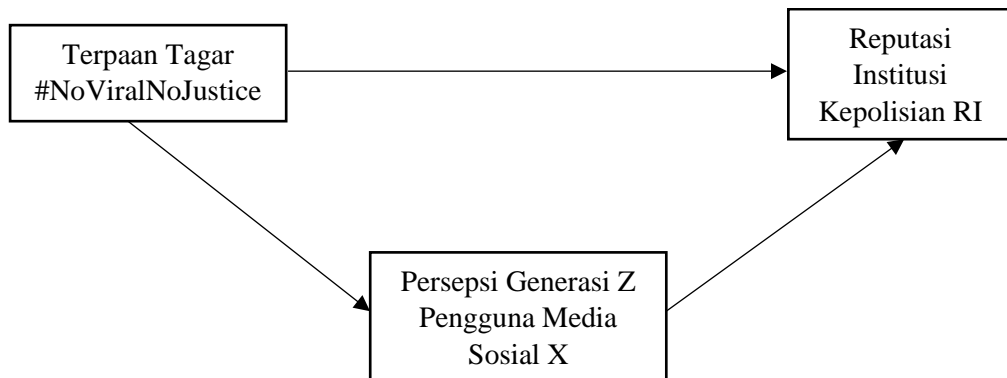 Terpaan Tagar
#NoViralNoJustice
Reputasi
Institusi
Kepolisian RI
Persepsi Generasi Z
Pengguna Media
Sosial X